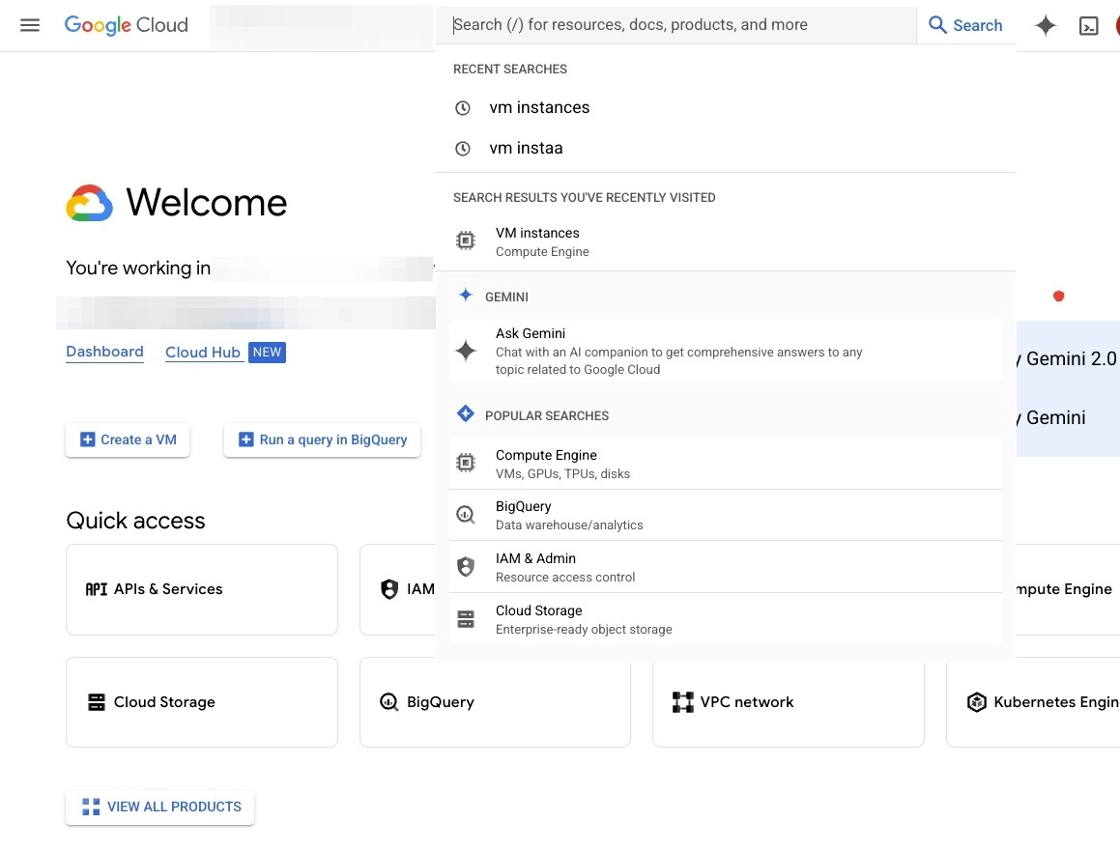 Google Cloud
Search (/) for resources, docs, products, and more
Search
RECENT SEARCHES
vm instances
vm instaa
SEARCH RESULTS YOU'VE RECENTLY VISITED
VM instances
Compute Engine
GEMINI
Ask Gemini
Chat with an AI companion to get comprehensive answers to any
topic related to Google Cloud
POPULAR SEARCHES
Compute Engine
VMs, GPUs, TPUs, disks
BigQuery
Data warehouse/analytics
IAM & Admin
Resource access control
Cloud Storage
Enterprise-ready object storage
Welcome
You're working in
Dashboard
Cloud Hub NEW
y Gemini 2.0
y Gemini
Create a VM
Run a query in BigQuery
Quick access
API APIs & Services
IAM
mpute Engine
Cloud Storage
BigQuery
VPC network
Kubernetes Engin
VIEW ALL PRODUCTS